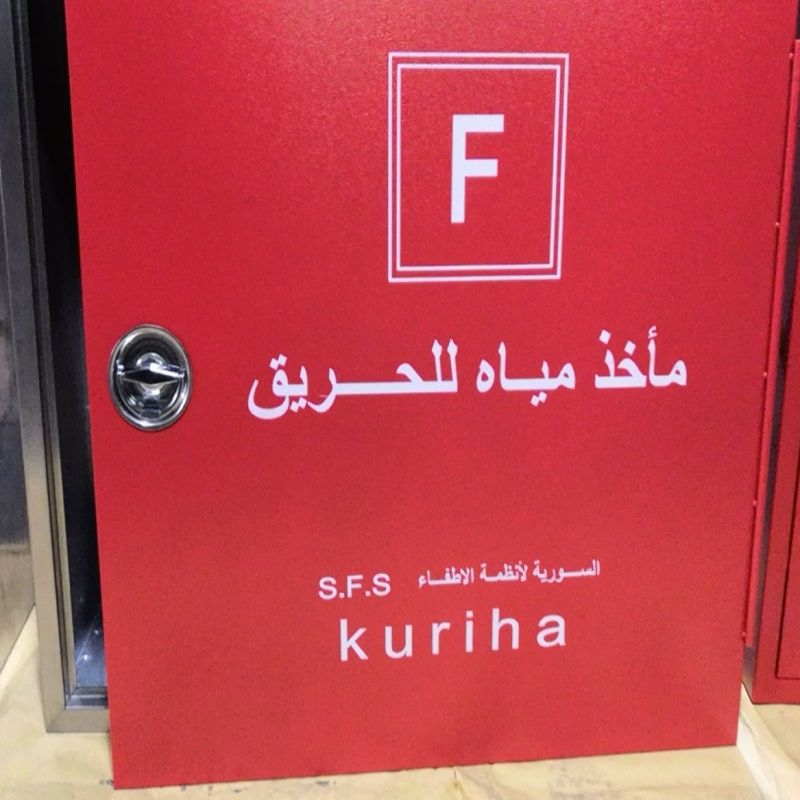 F
مأخذ مياه للحريق
السورية لأنظمة الاطفاء S.F.S
kuriha